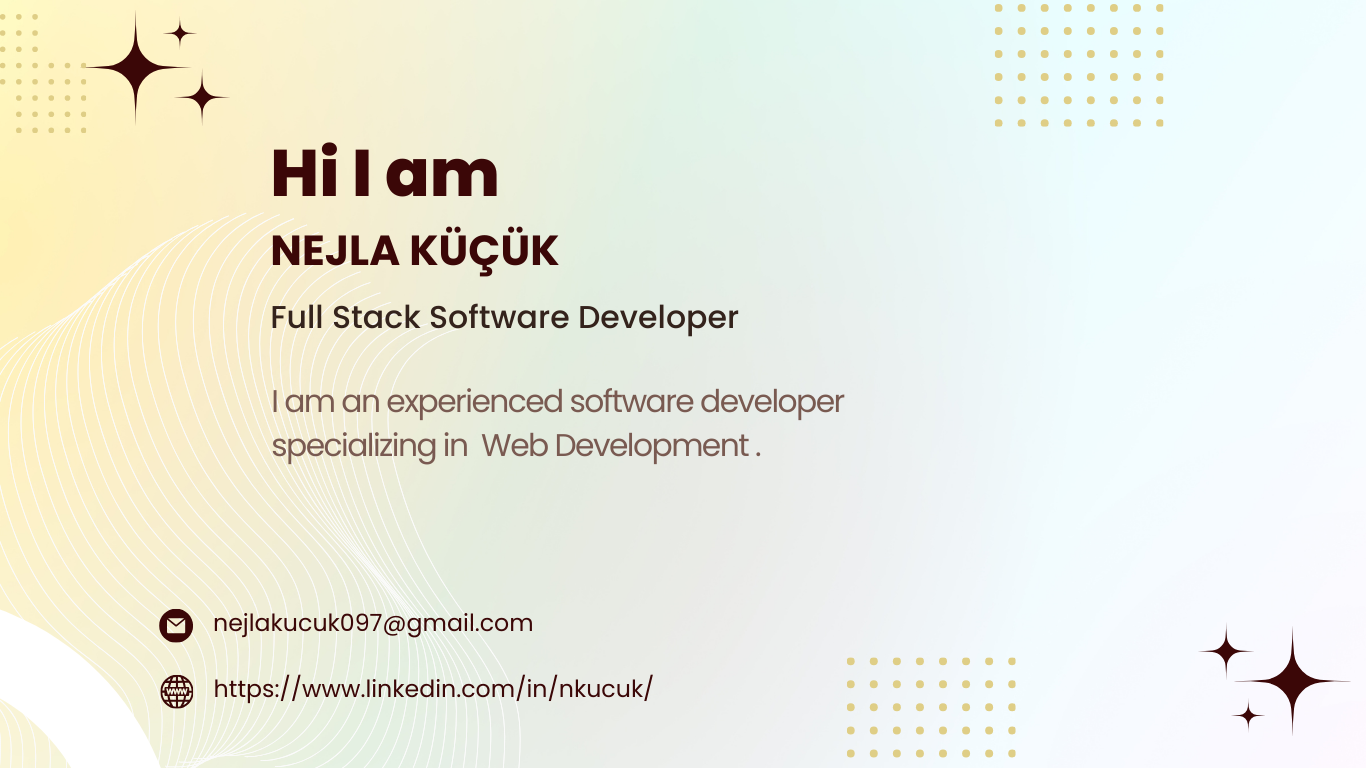 Hi I am
NEJLA KÜÇÜK
Full Stack Software Developer
I am an experienced software developer
specializing in  Web Development .
nejlakucuk097@gmail.com
www
https://www.linkedin.com/in/nkucuk/